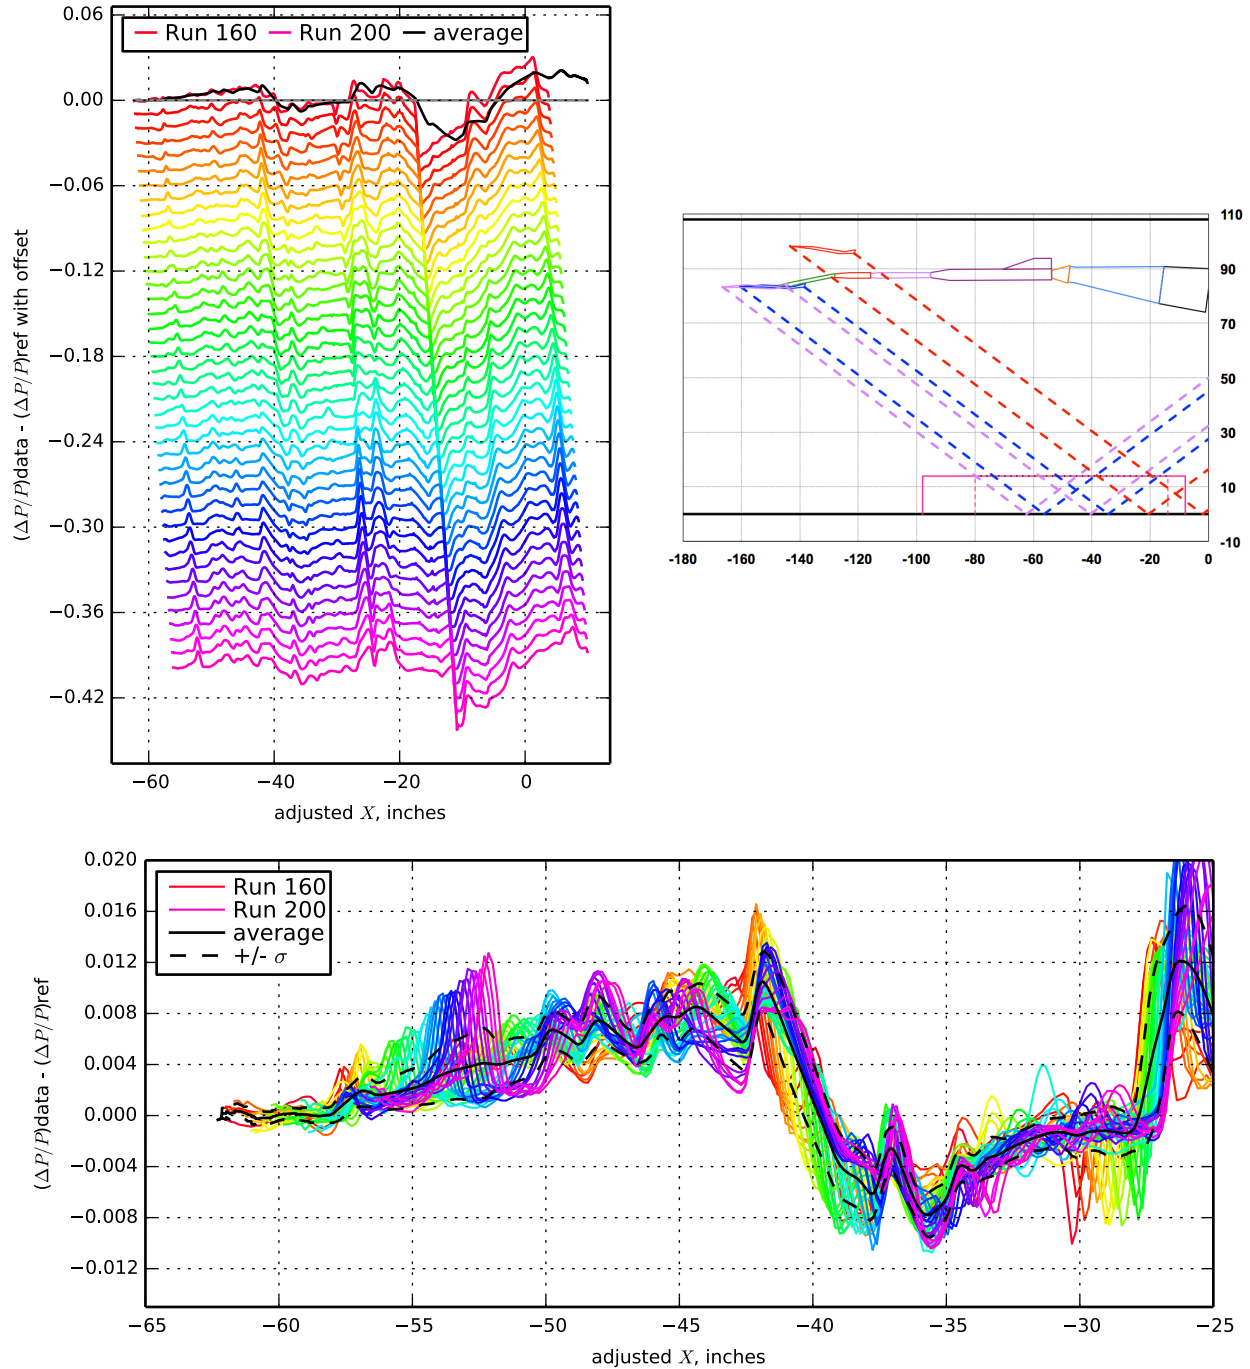 0.06
0.00
−0.06
−0.12
−0.18
−0.24
−0.30
−0.36
−0.42
(ΔP/P)data - (ΔP/P)ref with offset
Run 160 Run 200 average
−60 −40 −20 0
adjusted X, inches
110
90
70
50
30
10
-10
-180 -160 -140 -120 -100 -80 -60 -40 -20 0
0.020
0.016
0.012
0.008
0.004
0.000
−0.004
−0.008
−0.012
(ΔP/P)data - (ΔP/P)ref
Run 160
Run 200
average
+/- σ
−65 −60 −55 −50 −45 −40 −35 −30 −25
adjusted X, inches